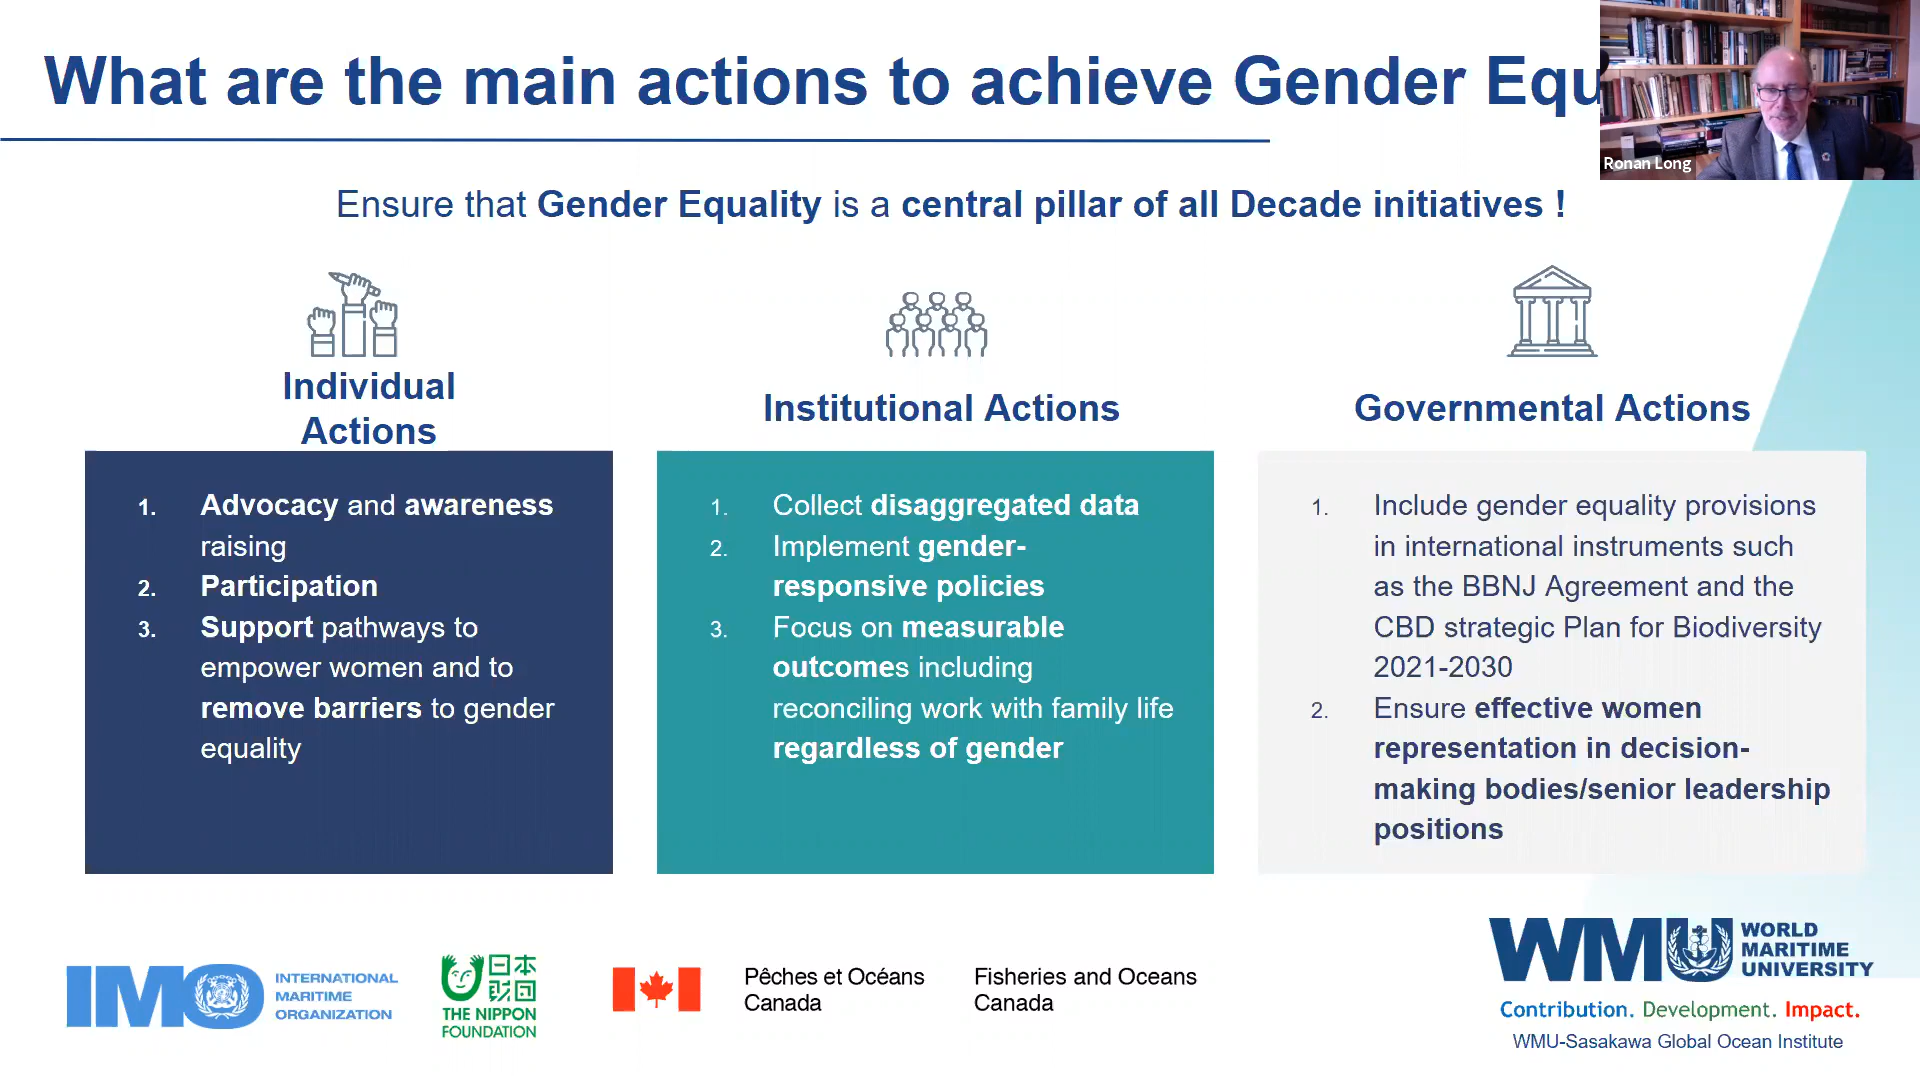 What are the main actions to achieve Gender Equ
Ronan Long
Ensure that Gender Equality is a central pillar of all Decade initiatives !
Individual
Actions
1. Advocacy and awareness
raising
2. Participation
3. Support pathways to
empower women and to
remove barriers to gender
equality
Institutional Actions
1. Collect disaggregated data
2. Implement gender-
responsive policies
3. Focus on measurable
outcomes including
reconciling work with family life
regardless of gender
Governmental Actions
1. Include gender equality provisions
in international instruments such
as the BBNJ Agreement and the
CBD strategic Plan for Biodiversity
2021-2030
2. Ensure effective women
representation in decision-
making bodies/senior leadership
positions
IMO
INTERNATIONAL
MARITIME
ORGANIZATION
日本
財団
THE NIPPON
FOUNDATION
Pêches et Océans
Canada
Fisheries and Oceans
Canada
WMU
WORLD
MARITIME
UNIVERSITY
Contribution. Development. Impact.
WMU-Sasakawa Global Ocean Institute